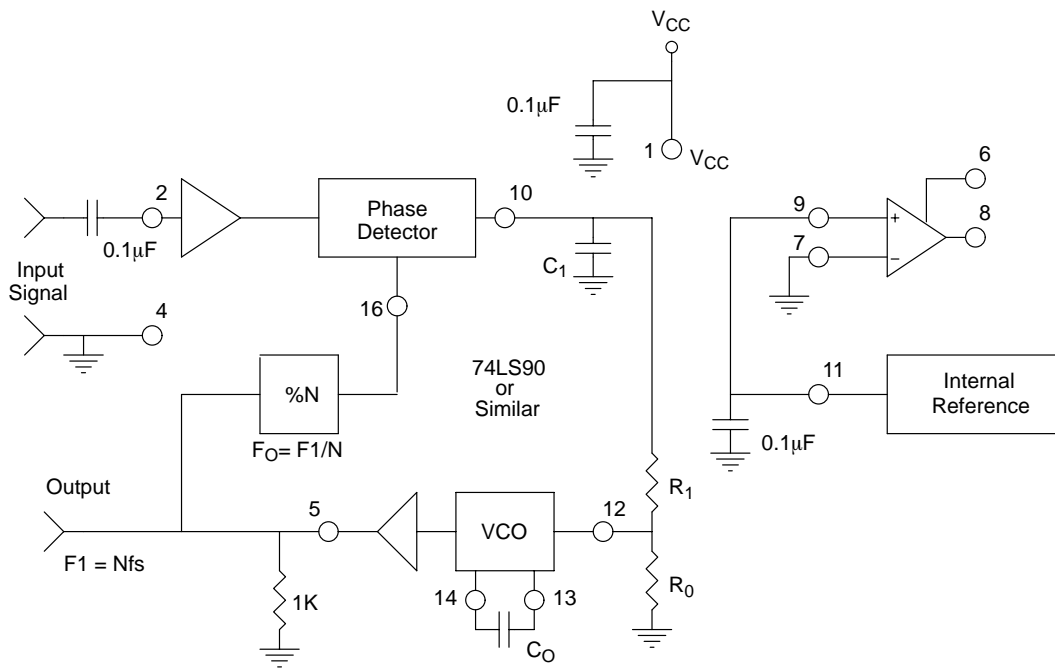 VCC
0.1μF
1
VCC
6
2
10
9
8
Phase
Detector
7
0.1μF
C1
Input
Signal
16
4
11
74LS90
or
Similar
Internal
Reference
%N
0.1μF
FO= F1/N
R1
Output
5
VCO
12
F1 = Nfs
R0
1K
14
13
CO